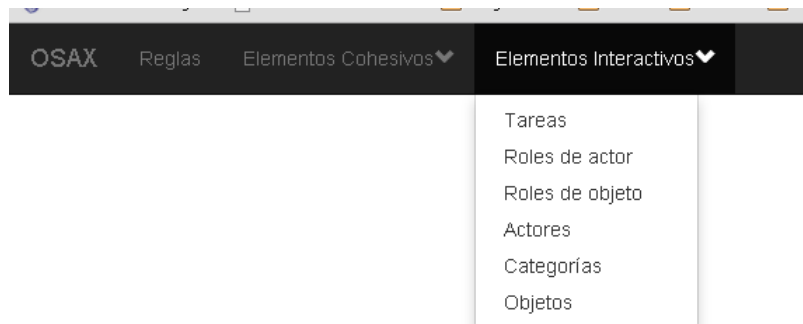 OSAX Reglas Elementos Cohesivos Elementos Interactivos
Tareas
Roles de actor
Roles de objeto
Actores
Categorías
Objetos